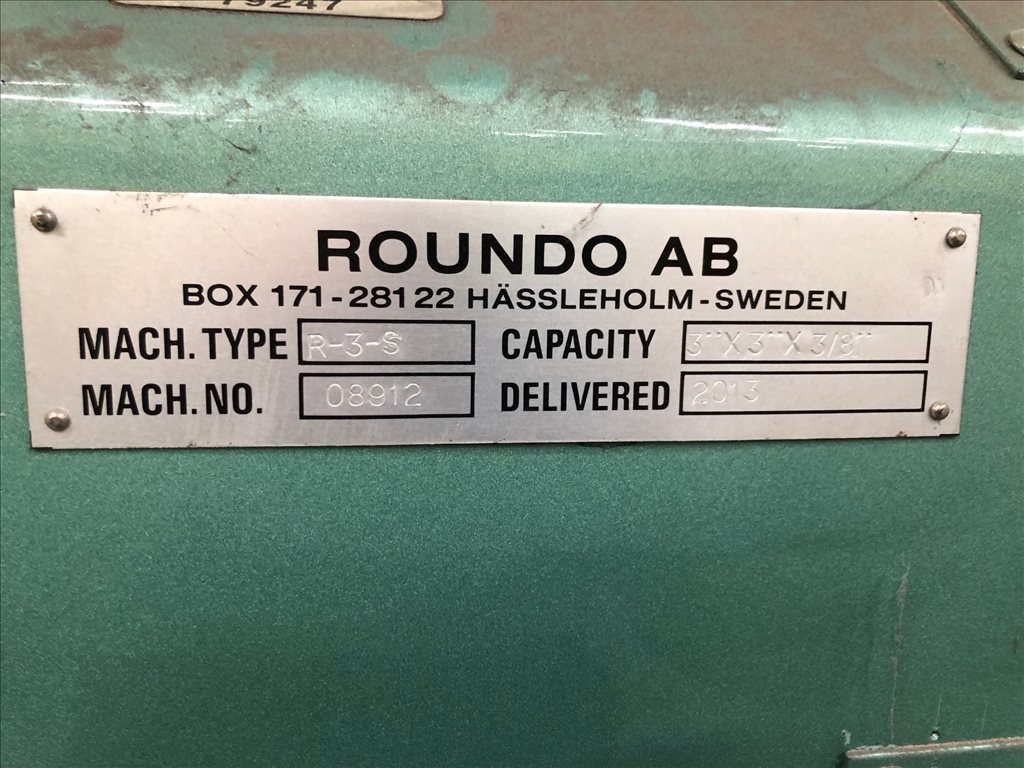 79247
ROUNDO AB
BOX 171-281 22 HÄSSLEHOLM-SWEDEN
MACH. TYPE R-3-S CAPACITY 3"X3"X3/8"
MACH. NO. 08912 DELIVERED 2013